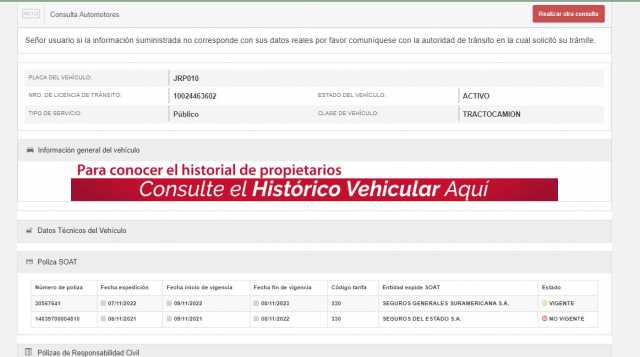 Consulta Automotores
Realizar otra consulta
Señor usuario si la información suministrada no corresponde con sus datos reales por favor comuníquese con la autoridad de tránsito en la cual solicitó su trámite.
PLACA DEL VEHÍCULO: JRP010
NRO. DE LICENCIA DE TRÁNSITO: 10024463602 ESTADO DEL VEHÍCULO: ACTIVO
TIPO DE SERVICIO: Público CLASE DE VEHÍCULO: TRACTOCAMION
Información general del vehículo
Para conocer el historial de propietarios
Consulte el Histórico Vehicular Aquí
Datos Técnicos del Vehículo
Poliza SOAT
Número de poliza Fecha expedición Fecha inicio de vigencia Fecha fin de vigencia Código tarifa Entidad expide SOAT Estado
30567641 07/11/2022 09/11/2022 08/11/2023 330 SEGUROS GENERALES SURAMERICANA S.A. VIGENTE
14839700004810 08/11/2021 09/11/2021 08/11/2022 330 SEGUROS DEL ESTADO S.A. NO VIGENTE
Pólizas de Responsabilidad Civil